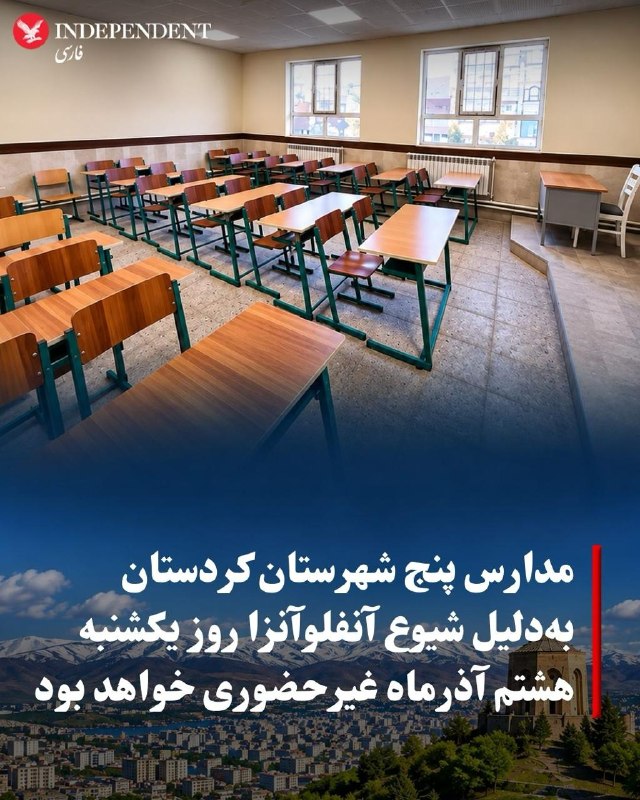 INDEPENDENT
فارسی
مدارس پنج شهرستان کردستان
به‌دلیل شیوع آنفلوآنزا روز یکشنبه
هشتم آذرماه غیرحضوری خواهد بود